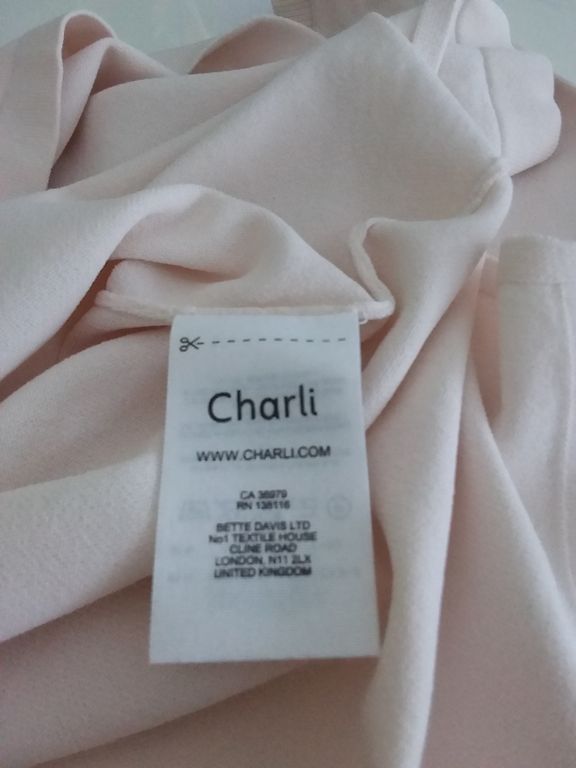 Charli
WWW.CHARLI.COM
CA 36979
RN 138116
BETTE DAVIS LTD
No1 TEXTILE HOUSE
CLINE ROAD
LONDON, N11 2LX
UNITED KINGDOM